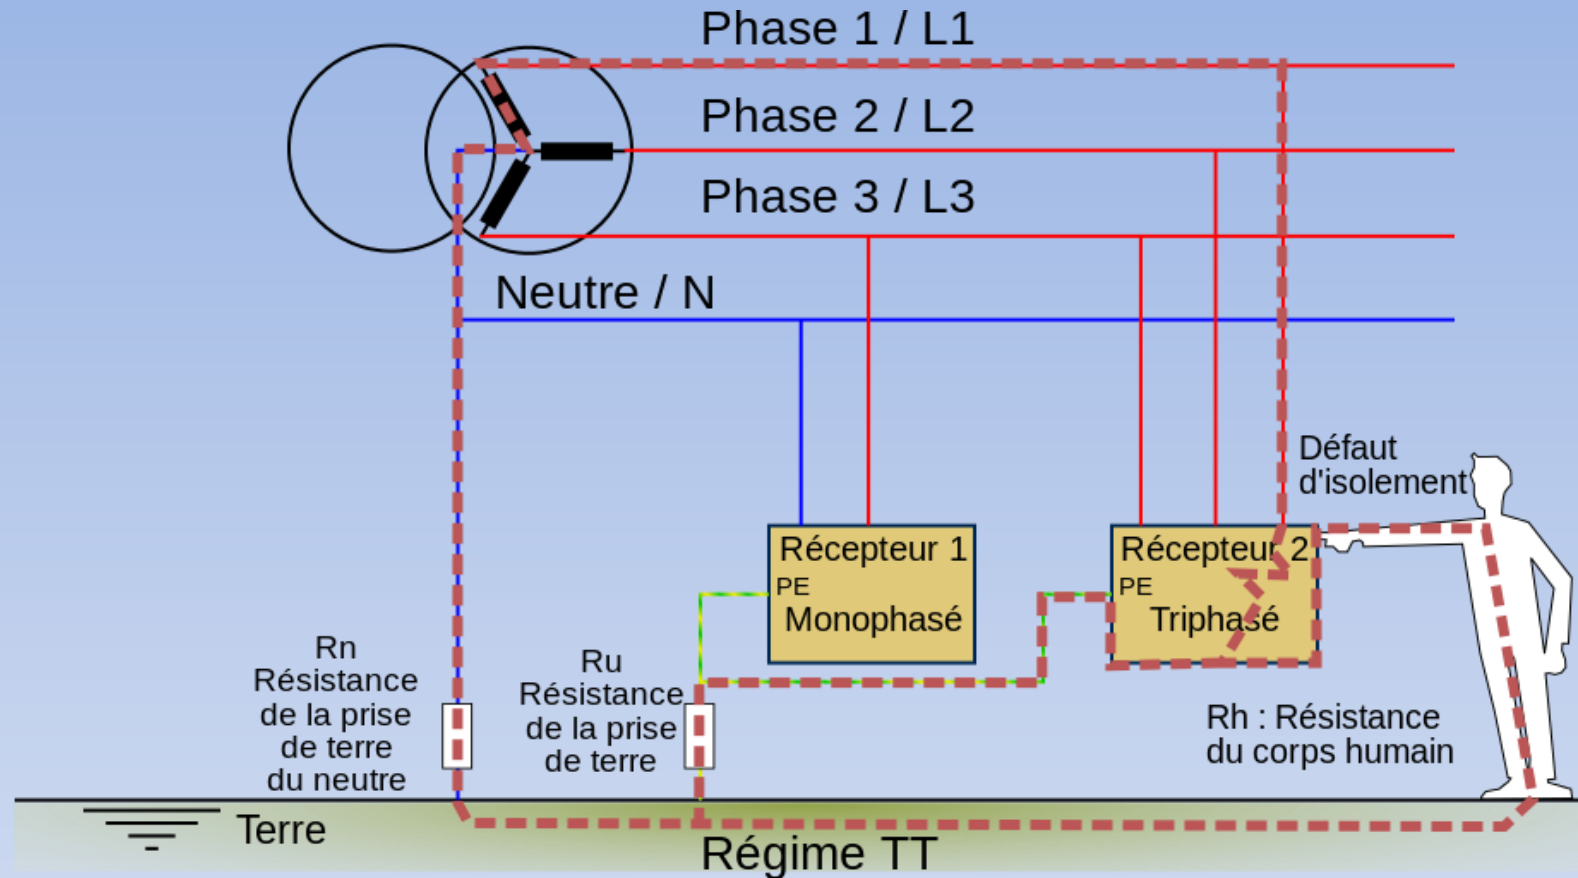 Phase 1 / L1
Phase 2 / L2
Phase 3 / L3
Neutre / N
Défaut
d'isolement
Récepteur 1
PE
Monophasé
Récepteur 2
PE
Triphasé
Rn
Résistance
de la prise
de terre
du neutre
Ru
Résistance
de la prise
de terre
Rh : Résistance
du corps humain
Terre
Régime TT